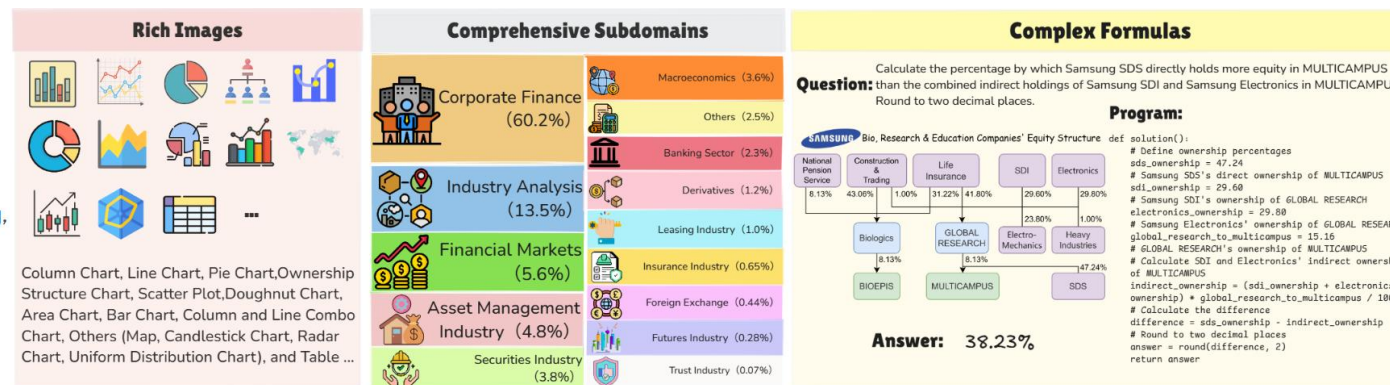 Rich Images
Column Chart, Line Chart, Pie Chart,Ownership
Structure Chart, Scatter Plot,Doughnut Chart,
Area Chart, Bar Chart, Column and Line Combo
Chart, Others (Map, Candlestick Chart, Radar
Chart, Uniform Distribution Chart), and Table ...
Comprehensive Subdomains
Corporate Finance
(60.2%)
Industry Analysis
(13.5%)
Financial Markets
(5.6%)
Asset Management
Industry (4.8%)
Securities Industry
(3.8%)
Macroeconomics (3.6%)
Others (2.5%)
Banking Sector (2.3%)
Derivatives (1.2%)
Leasing Industry (1.0%)
Insurance Industry (0.65%)
Foreign Exchange (0.44%)
Futures Industry (0.28%)
Trust Industry (0.07%)
Complex Formulas
Question:
Calculate the percentage by which Samsung SDS directly holds more equity in MULTICAMPUS
than the combined indirect holdings of Samsung SDI and Samsung Electronics in MULTICAMPU
Round to two decimal places.
SAMSUNG Bio, Research & Education Companies' Equity Structure
National
Pension
Service
Construction
&
Trading
Life
Insurance
SDI
Electronics
8.13% 43.06% 1.00% 31.22% 41.80% 29.60% 29.80%
23.80% 1.00%
Biologics
GLOBAL
RESEARCH
Electro-
Mechanics
Heavy
Industries
8.13% 8.13% 47.24%
BIOEPIS
MULTICAMPUS
SDS
Answer: 38.23%
Program:
def solution():
# Define ownership percentages
sds_ownership = 47.24
# Samsung SDS's direct ownership of MULTICAMPUS
sdi_ownership = 29.60
# Samsung SDI's ownership of GLOBAL RESEARCH
electronics_ownership = 29.80
# Samsung Electronics' ownership of GLOBAL RESEAR
global_research_to_multicampus = 15.16
# GLOBAL RESEARCH's ownership of MULTICAMPUS
# Calculate SDI and Electronics' indirect ownersh
of MULTICAMPUS
indirect_ownership = (sdi_ownership + electronics
ownership) * global_research_to_multicampus / 100
# Calculate the difference
difference = sds_ownership - indirect_ownership
# Round to two decimal places
answer = round(difference, 2)
return answer